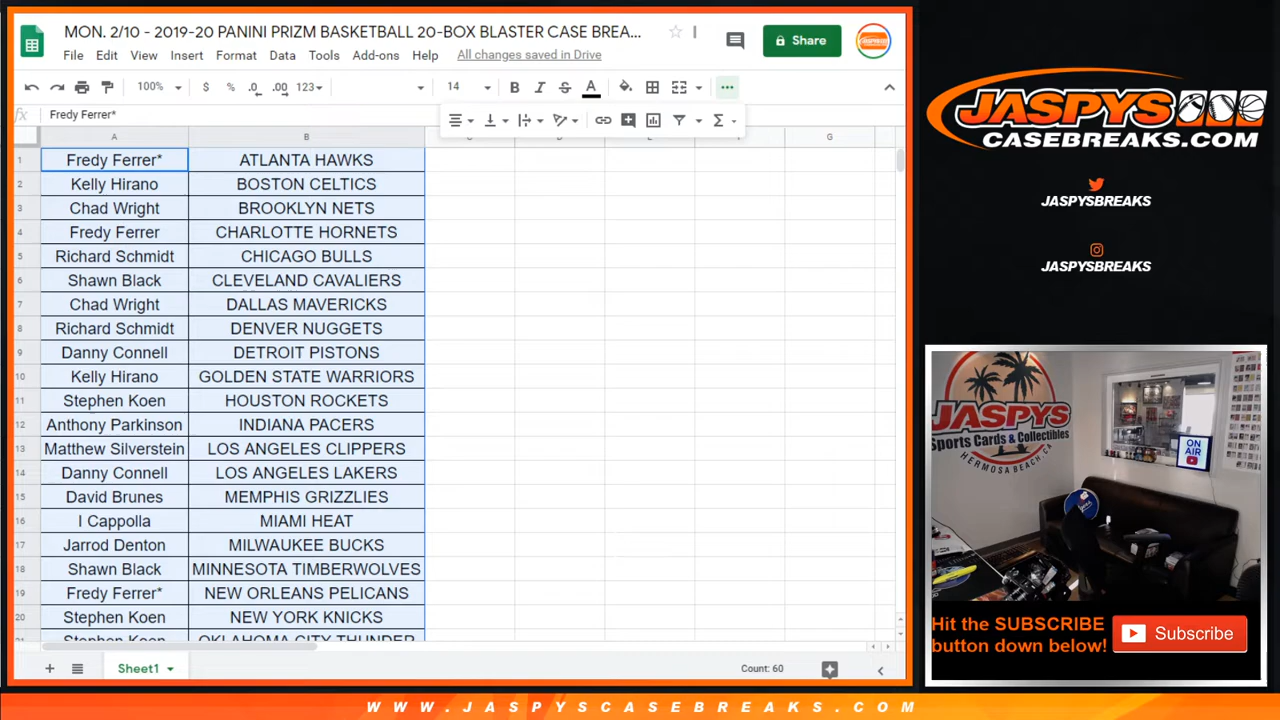 MON. 2/10 - 2019-20 PANINI PRIZM BASKETBALL 20-BOX BLASTER CASE BREA...
File Edit View Insert Format Data Tools Add-ons Help All changes saved in Drive
Share
100% $ % .0 .00 123 14 B I S A
fx Fredy Ferrer*
A B G
1 Fredy Ferrer* ATLANTA HAWKS
2 Kelly Hirano BOSTON CELTICS
3 Chad Wright BROOKLYN NETS
4 Fredy Ferrer CHARLOTTE HORNETS
5 Richard Schmidt CHICAGO BULLS
6 Shawn Black CLEVELAND CAVALIERS
7 Chad Wright DALLAS MAVERICKS
8 Richard Schmidt DENVER NUGGETS
9 Danny Connell DETROIT PISTONS
10 Kelly Hirano GOLDEN STATE WARRIORS
11 Stephen Koen HOUSTON ROCKETS
12 Anthony Parkinson INDIANA PACERS
13 Matthew Silverstein LOS ANGELES CLIPPERS
14 Danny Connell LOS ANGELES LAKERS
15 David Brunes MEMPHIS GRIZZLIES
16 I Cappolla MIAMI HEAT
17 Jarrod Denton MILWAUKEE BUCKS
18 Shawn Black MINNESOTA TIMBERWOLVES
19 Fredy Ferrer* NEW ORLEANS PELICANS
20 Stephen Koen NEW YORK KNICKS
21 Stephen Koen OKLAHOMA CITY THUNDER
Sheet1
Count: 60
JASPYS
CASEBREAKS.COM
JASPYSBREAKS
JASPYSBREAKS
JASPYS
Sports Cards & Collectibles
HERMOSA BEACH, CA
ON
AIR
Hit the SUBSCRIBE
button down below!
Subscribe
WWW.JASPYSCASEBREAKS.COM